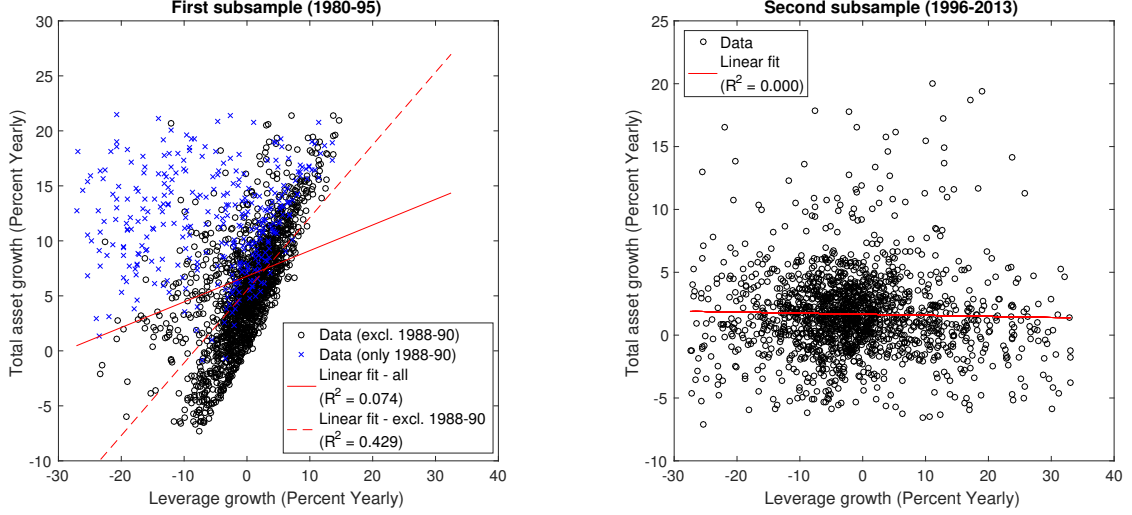 First subsample (1980-95)
30
25
20
15
10
5
0
-5
-10
-30
-20
-10
0
10
20
30
40
Total asset growth (Percent Yearly)
Leverage growth (Percent Yearly)
Data (excl. 1988-90)
Data (only 1988-90)
Linear fit - all
(R² = 0.074)
Linear fit - excl. 1988-90
(R² = 0.429)
Second subsample (1996-2013)
25
20
15
10
5
0
-5
-10
-30
-20
-10
0
10
20
30
40
Total asset growth (Percent Yearly)
Leverage growth (Percent Yearly)
Data
Linear fit
(R² = 0.000)